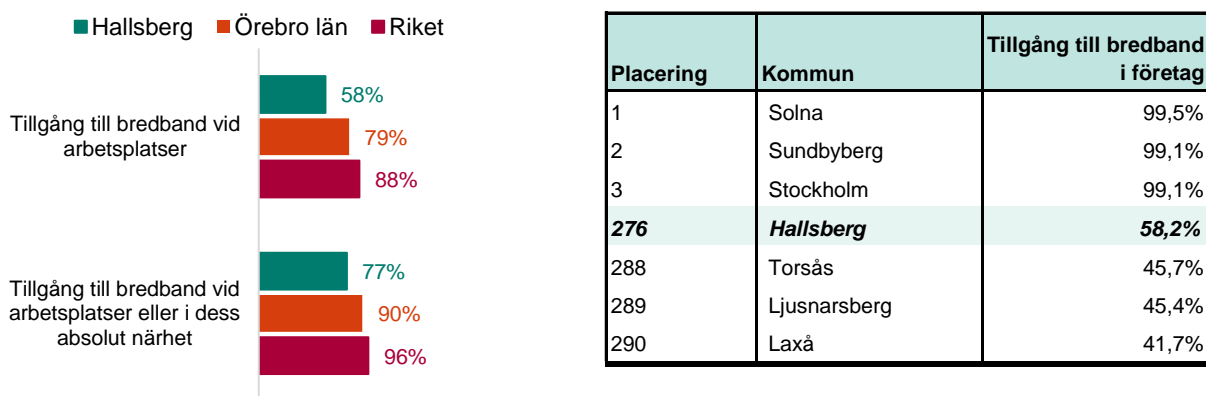 Hallsberg Örebro län Riket
Tillgång till bredband vid
arbetsplatser
58%
79%
88%
Tillgång till bredband vid
arbetsplatser eller i dess
absolut närhet
77%
90%
96%
Placering Kommun Tillgång till bredband
i företag
1 Solna 99,5%
2 Sundbyberg 99,1%
3 Stockholm 99,1%
276 Hallsberg 58,2%
288 Torsås 45,7%
289 Ljusnarsberg 45,4%
290 Laxå 41,7%